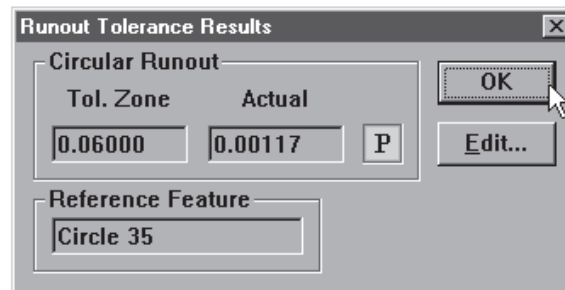 Runout Tolerance Results
Circular Runout
Tol. Zone Actual
0.06000 0.00117 P
OK
Edit...
Reference Feature
Circle 35